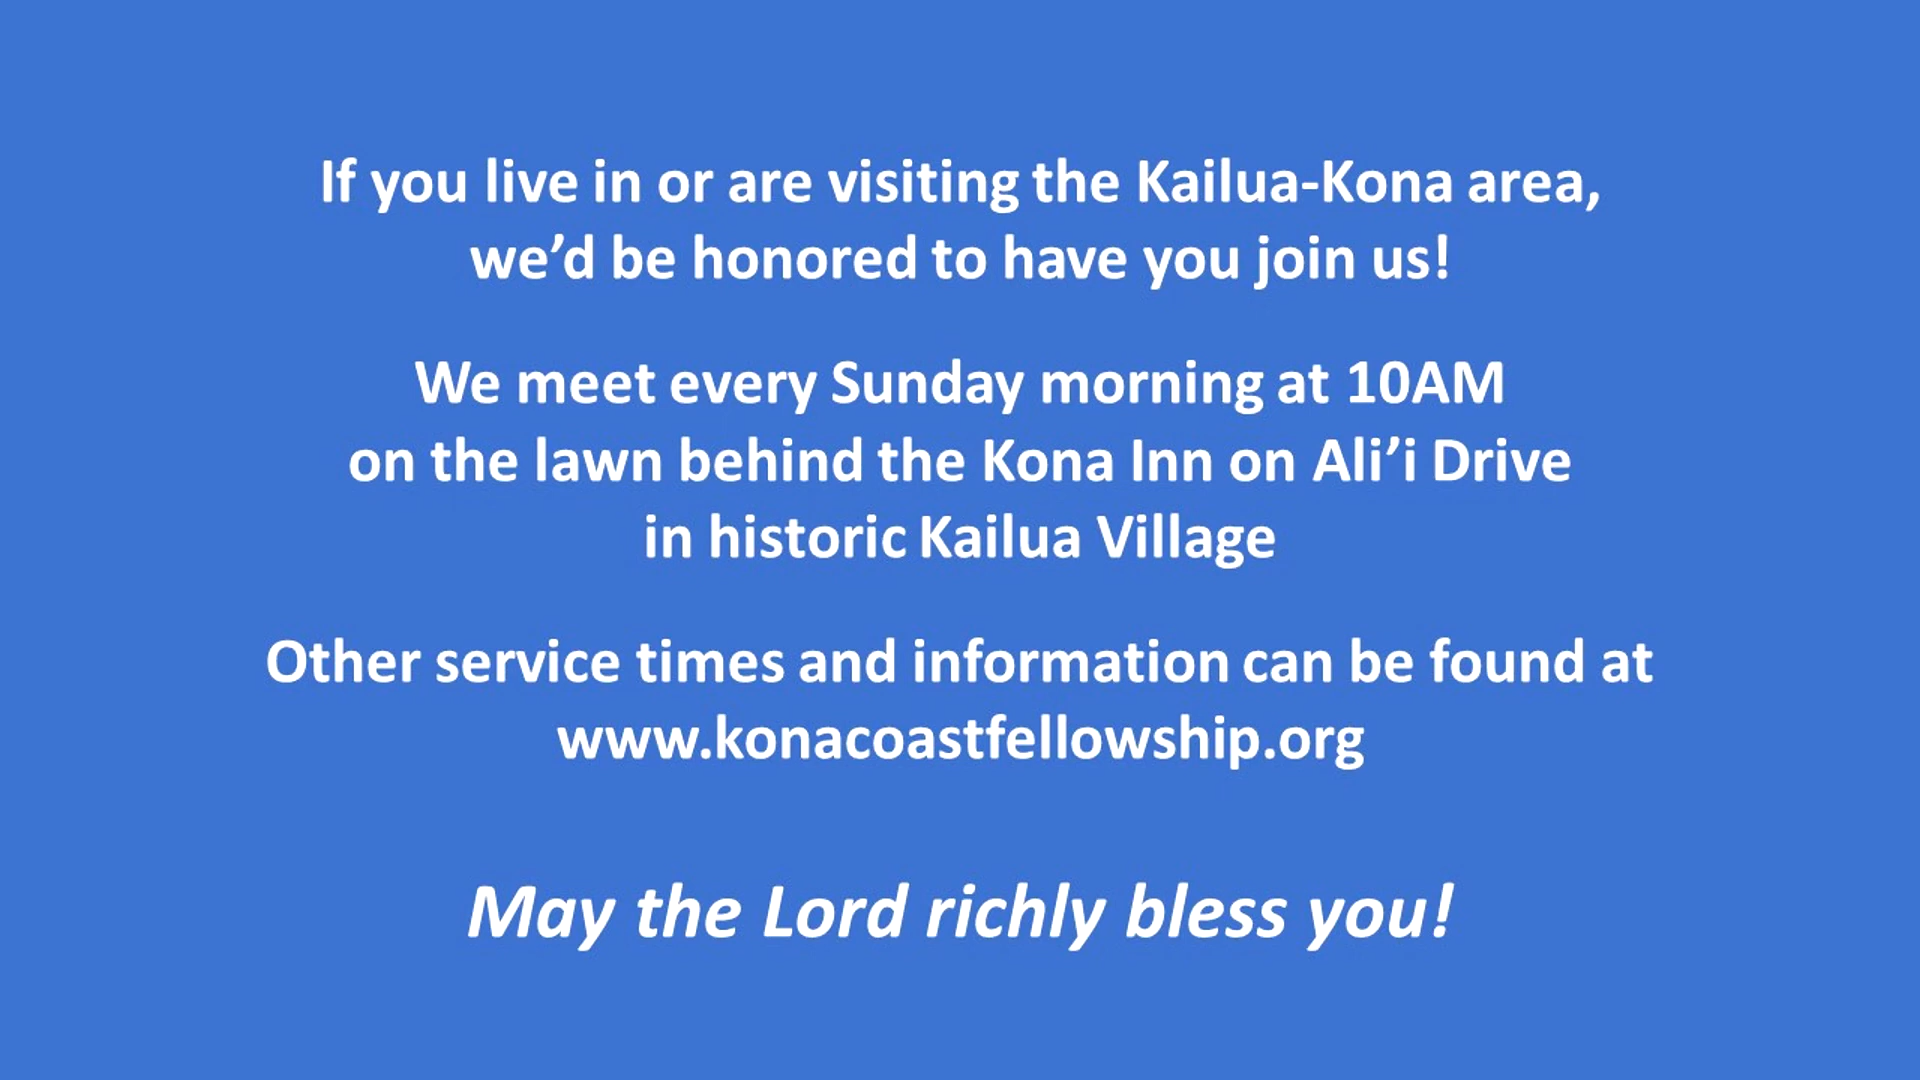 If you live in or are visiting the Kailua-Kona area,
we’d be honored to have you join us!
We meet every Sunday morning at 10AM
on the lawn behind the Kona Inn on Ali’i Drive
in historic Kailua Village
Other service times and information can be found at
www.konacoastfellowship.org
May the Lord richly bless you!